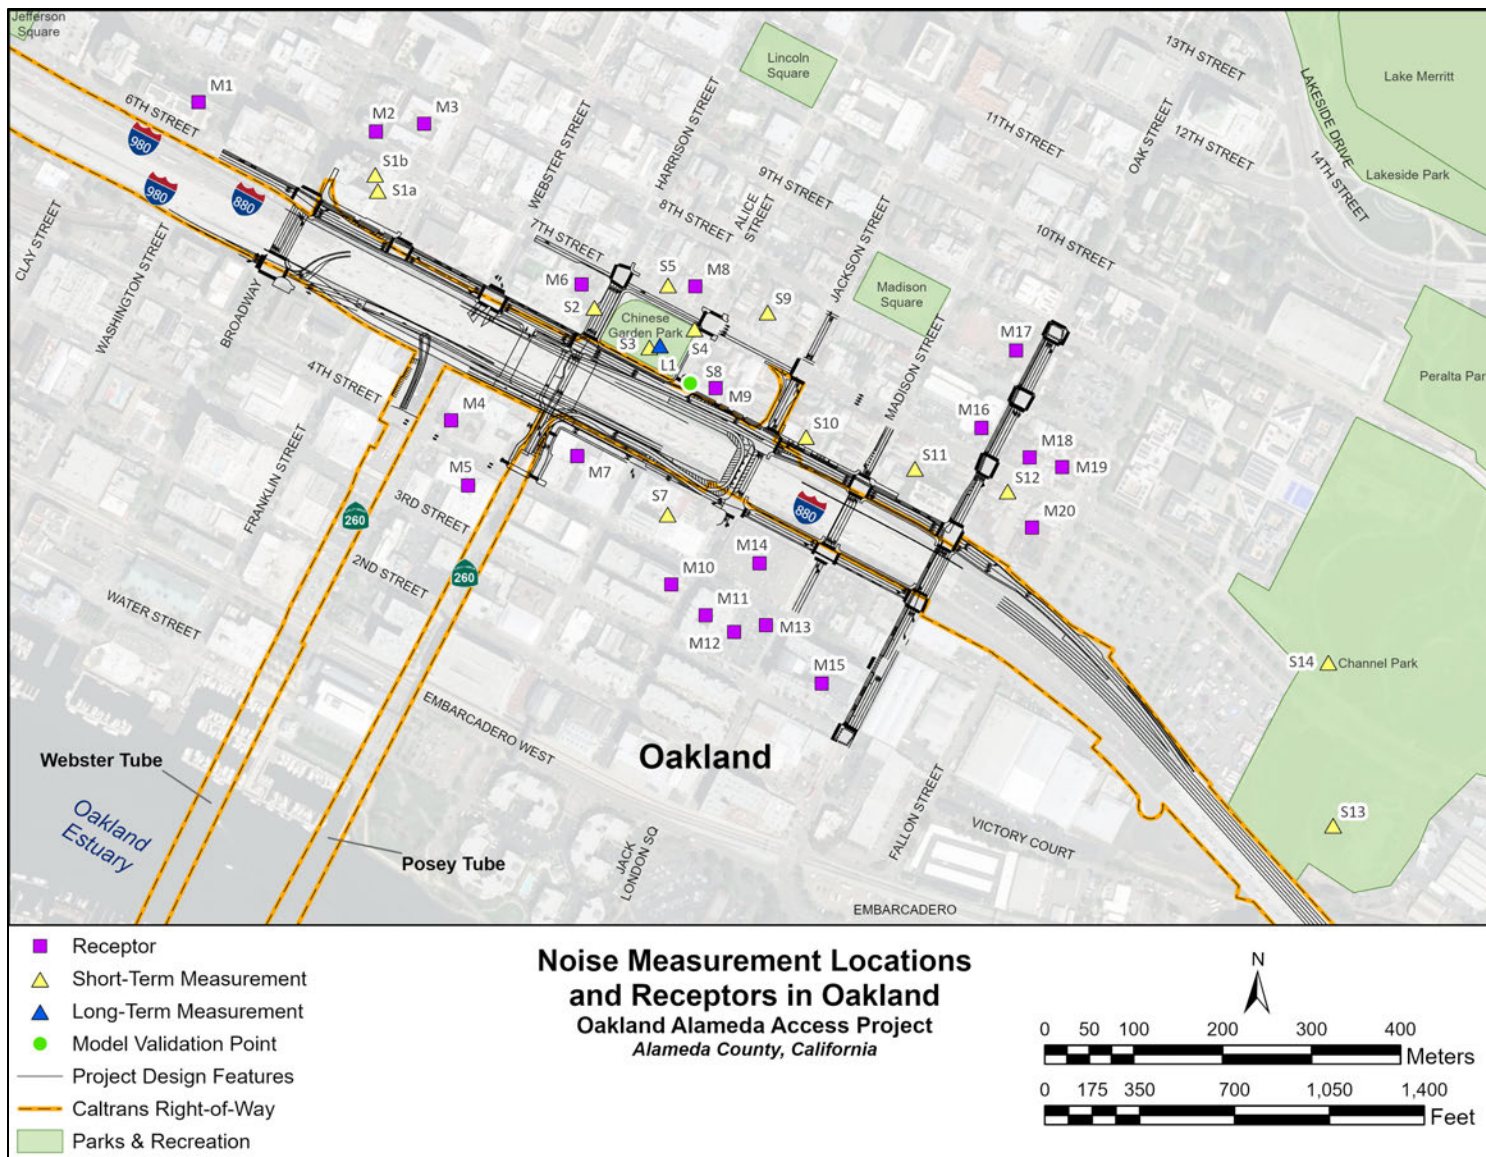 Jefferson
Square
M1
6TH STREET
980
980
880
M2
M3
S1b
S1a
WEBSTER STREET
HARRISON STREET
Lincoln
Square
13TH STREET
11TH STREET
12TH STREET
OAK STREET
LAKESIDE DRIVE
14TH STREET
Lake Merritt
Lakeside Park
9TH STREET
8TH STREET
ALICE
STREET
10TH STREET
7TH STREET
JACKSON STREET
CLAY STREET
WASHINGTON STREET
BROADWAY
M6
S2
S5
M8
S9
Madison
Square
MADISON STREET
Chinese
Garden Park
S3
S4
L1
S8
M9
M17
Peralta Par
4TH STREET
M4
M5
M7
FRANKLIN STREET
3RD STREET
2ND STREET
260
260
S7
S10
S11
M16
M18
M19
S12
M20
880
M14
M10
M11
M12
M13
M15
WATER STREET
EMBARCADERO WEST
S14
Channel Park
Oakland
Webster Tube
Oakland
Estuary
Posey Tube
JACK
LONDON SQ
FALLON STREET
VICTORY COURT
S13
EMBARCADERO
Receptor
Short-Term Measurement
Long-Term Measurement
Model Validation Point
Project Design Features
Caltrans Right-of-Way
Parks & Recreation
Noise Measurement Locations
and Receptors in Oakland
Oakland Alameda Access Project
Alameda County, California
N
0 50 100 200 300 400
Meters
0 175 350 700 1,050 1,400
Feet